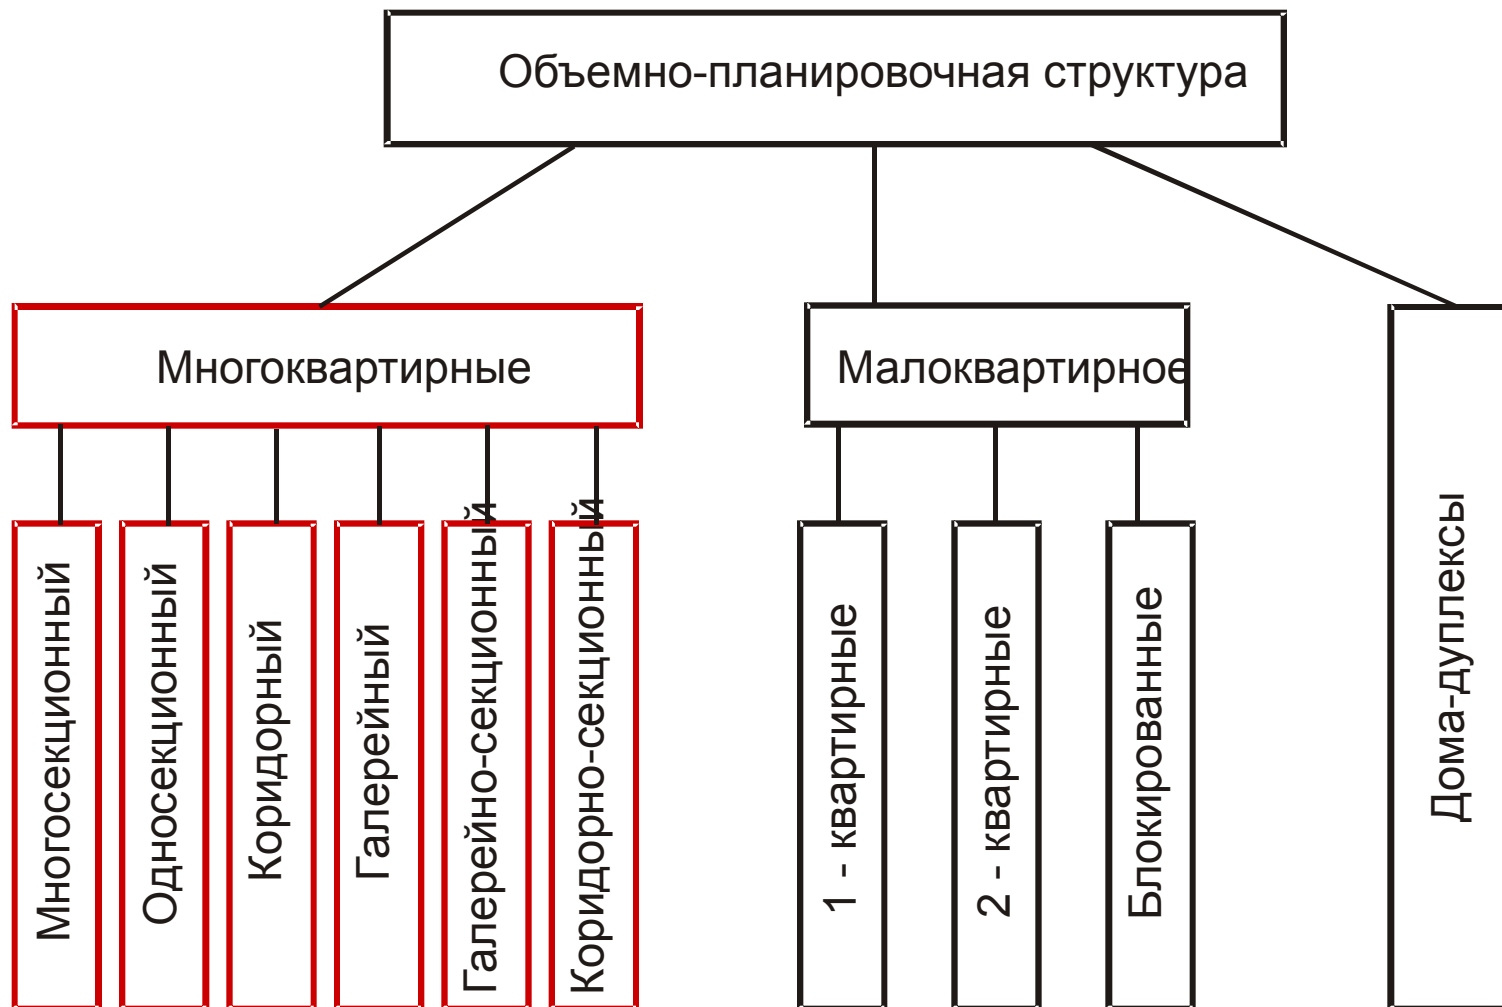 Объемно-планировочная структура
Многоквартирные
Малоквартирное
Многосекционный
Односекционный
Коридорный
Галерейный
Галерейно-секционный
Коридорно-секционный
1 - квартирные
2 - квартирные
Блокированные
Дома-дуплексы